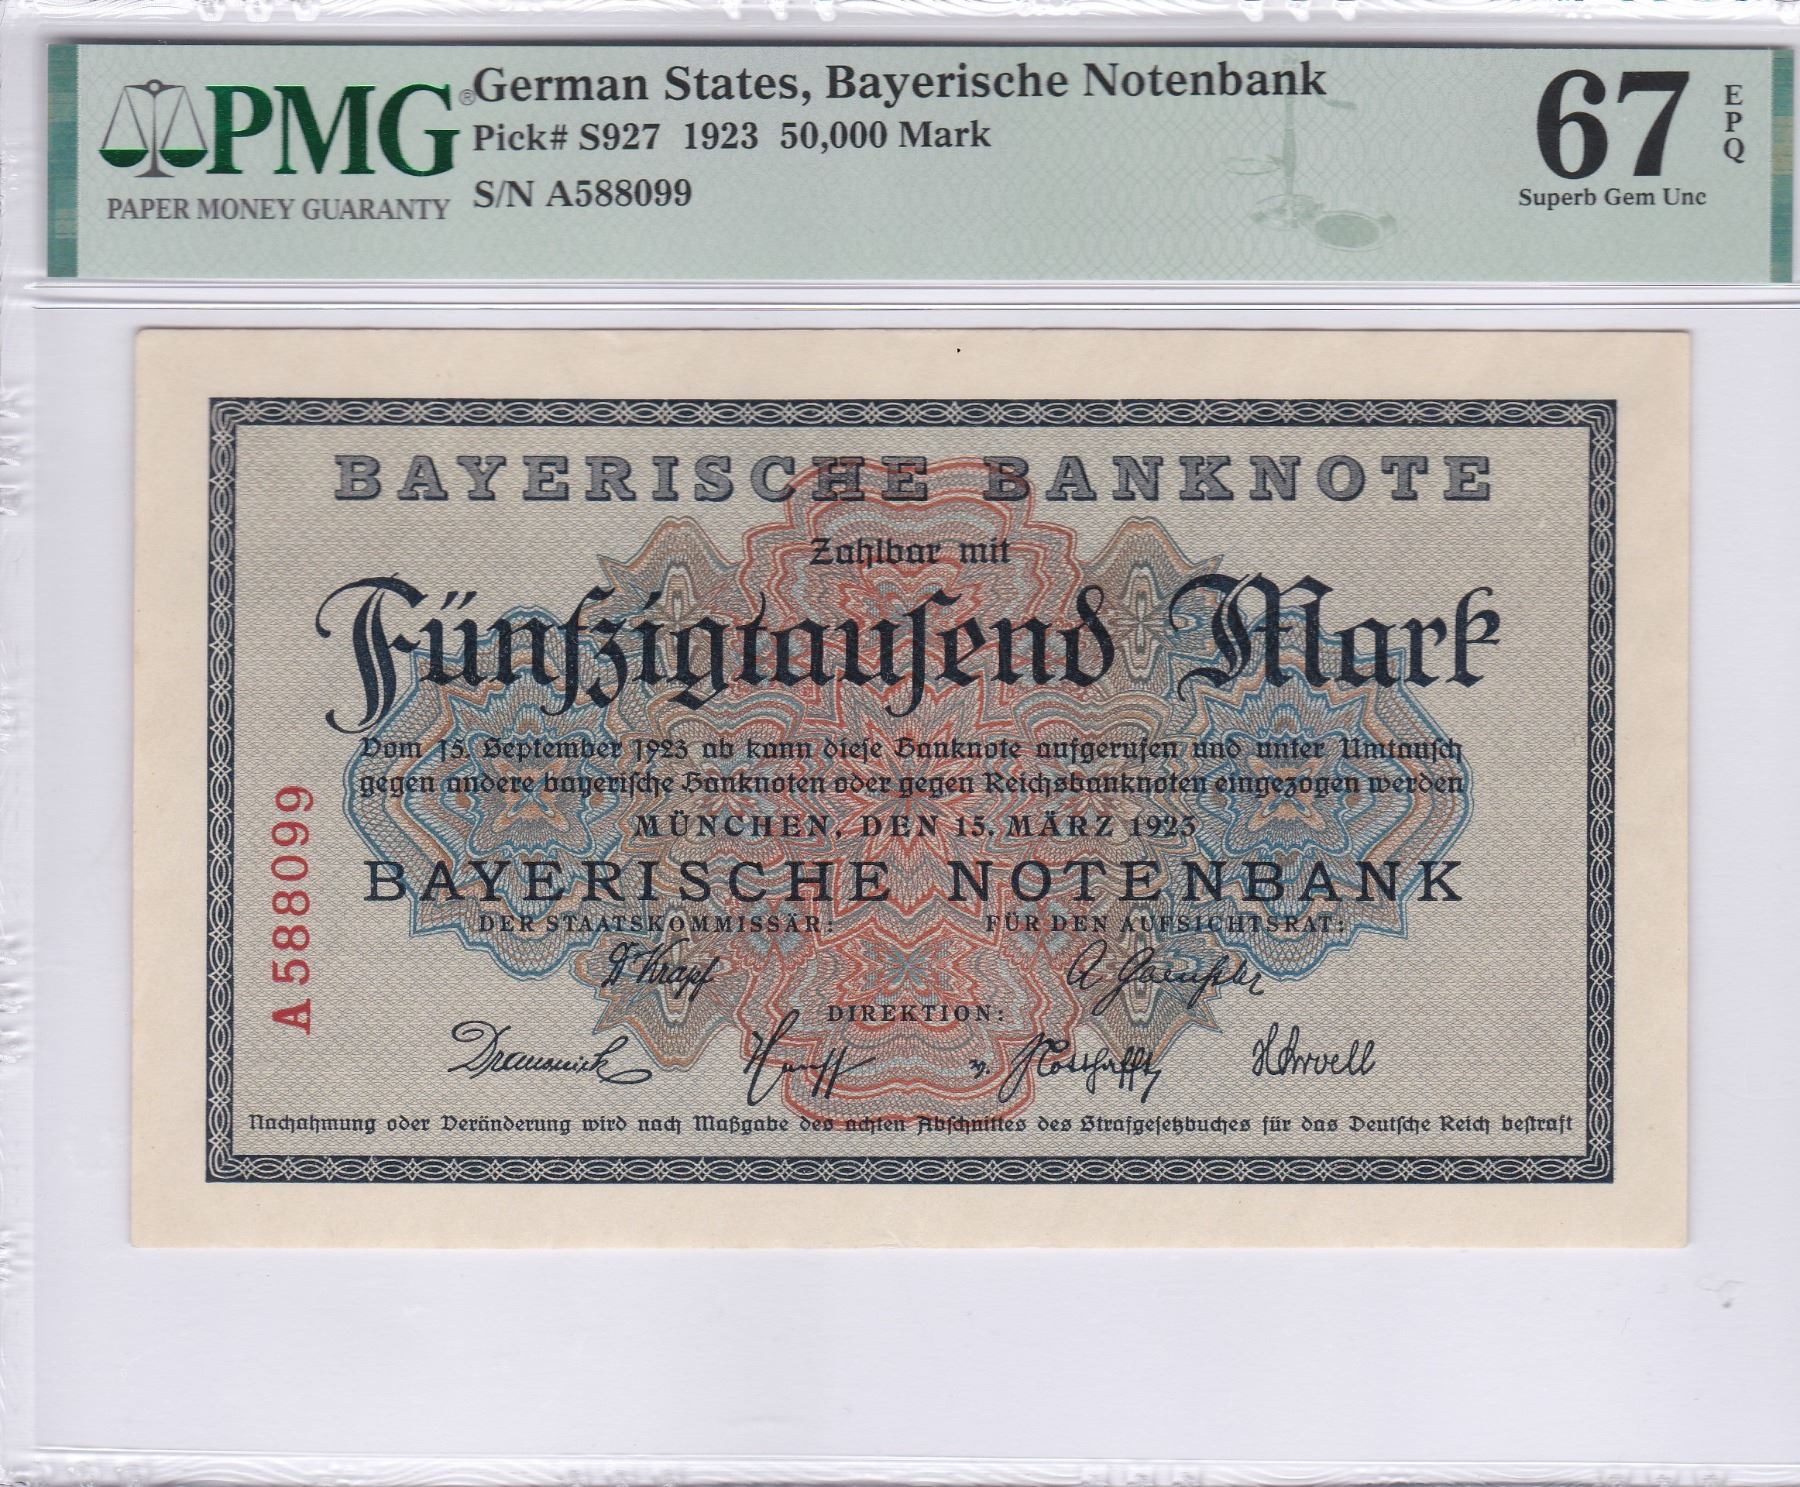 PMG®
PAPER MONEY GUARANTY
German States, Bayerische Notenbank
Pick# S927 1923 50,000 Mark
S/N A588099
67
EPQ
Superb Gem Unc
BAYERISCHE BANKNOTE
Zahlbar mit
Fünfzigtausend Mark
Vom 15. September 1923 ab kann diese Banknote aufgerufen und unter Umtausch
gegen andere bayerische Banknoten oder gegen Reichsbanknoten eingezogen werden
MÜNCHEN, DEN 15. MÄRZ 1923
BAYERISCHE NOTENBANK
DER STAATSKOMMISSÄR: FÜR DEN AUFSICHTSRAT:
DIREKTION:
Nachahmung oder Veränderung wird nach Maßgabe des achten Abschnittes des Strafgesetzbuches für das Deutsche Reich bestraft
A588099